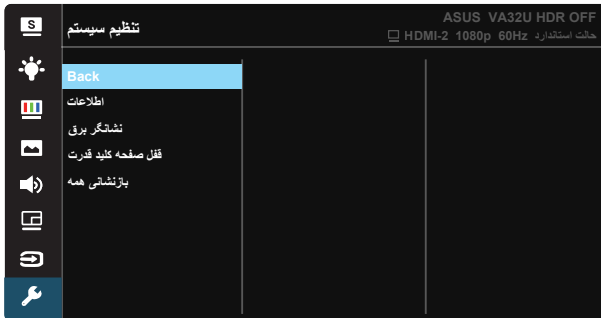 S
تنظیم سیستم
ASUS VA32U HDR OFF
حالت استاندارد HDMI-2 1080p 60Hz
Back
اطلاعات
نشانگر برق
قفل صفحه کلید قدرت
بازنشانی همه